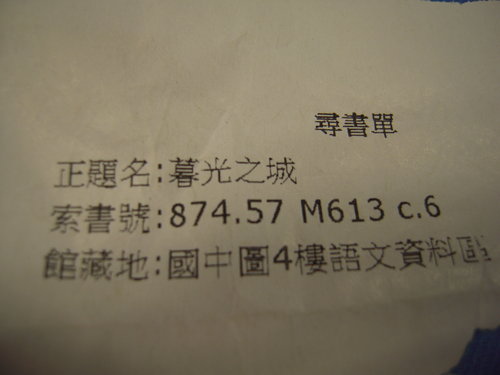 尋書單
正題名:暮光之城
索書號:874.57 M613 c.6
館藏地:國中圖4樓語文資料區